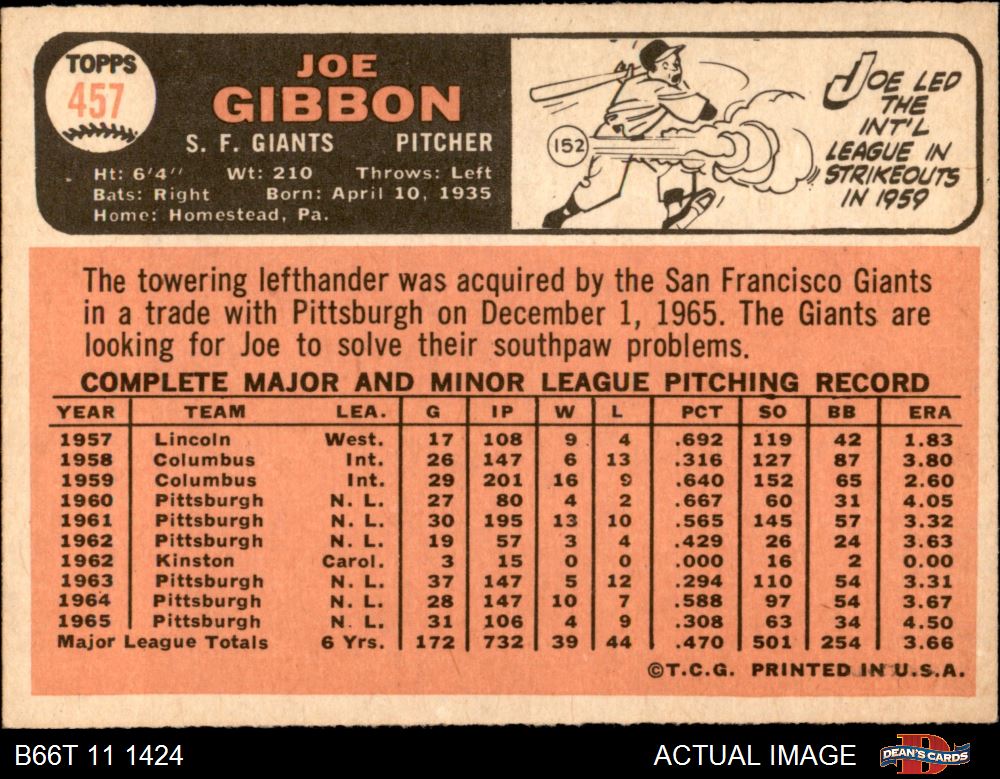 TOPPS
457
JOE
GIBBON
S. F. GIANTS PITCHER
Ht: 6'4" Wt: 210 Throws: Left
Bats: Right Born: April 10, 1935
Home: Homestead, Pa.
152
JOE LED
THE
INT'L
LEAGUE IN
STRIKEOUTS
IN 1959
The towering lefthander was acquired by the San Francisco Giants
in a trade with Pittsburgh on December 1, 1965. The Giants are
looking for Joe to solve their southpaw problems.
COMPLETE MAJOR AND MINOR LEAGUE PITCHING RECORD
YEAR TEAM LEA. G IP W L PCT SO BB ERA
1957 Lincoln West. 17 108 9 4 .692 119 42 1.83
1958 Columbus Int. 26 147 6 13 .316 127 87 3.80
1959 Columbus Int. 29 201 16 9 .640 152 65 2.60
1960 Pittsburgh N. L. 27 80 4 2 .667 60 31 4.05
1961 Pittsburgh N. L. 30 195 13 10 .565 145 57 3.32
1962 Pittsburgh N. L. 19 57 3 4 .429 26 24 3.63
1962 Kinston Carol. 3 15 0 0 .000 16 2 0.00
1963 Pittsburgh N. L. 37 147 5 12 .294 110 54 3.31
1964 Pittsburgh N. L. 28 147 10 7 .588 97 54 3.67
1965 Pittsburgh N. L. 31 106 4 9 .308 63 34 4.50
Major League Totals 6 Yrs. 172 732 39 44 .470 501 254 3.66
©T.C.G. PRINTED IN U.S.A.
B66T 11 1424 ACTUAL IMAGE D DEAN'S CARDS